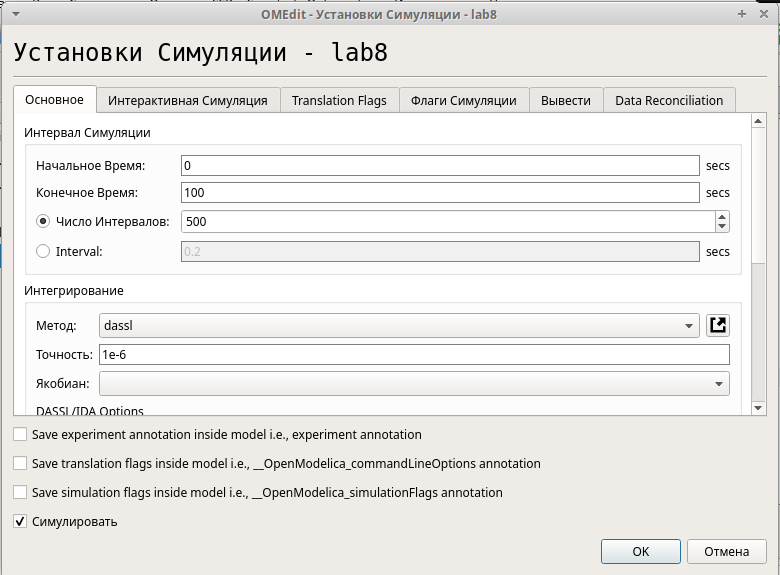 OMEdit - Установки Симуляции - lab8
Установки Симуляции - lab8
Основное
Интерактивная Симуляция
Translation Flags
Флаги Симуляции
Вывести
Data Reconciliation
Интервал Симуляции
Начальное Время: 0 secs
Конечное Время: 100 secs
Число Интервалов: 500
Interval: 0.2 secs
Интегрирование
Метод: dassl
Точность: 1e-6
Якобиан:
DASSL/IDA Options
Save experiment annotation inside model i.e., experiment annotation
Save translation flags inside model i.e., __OpenModelica_commandLineOptions annotation
Save simulation flags inside model i.e., __OpenModelica_simulationFlags annotation
Симулировать
OK
Отмена